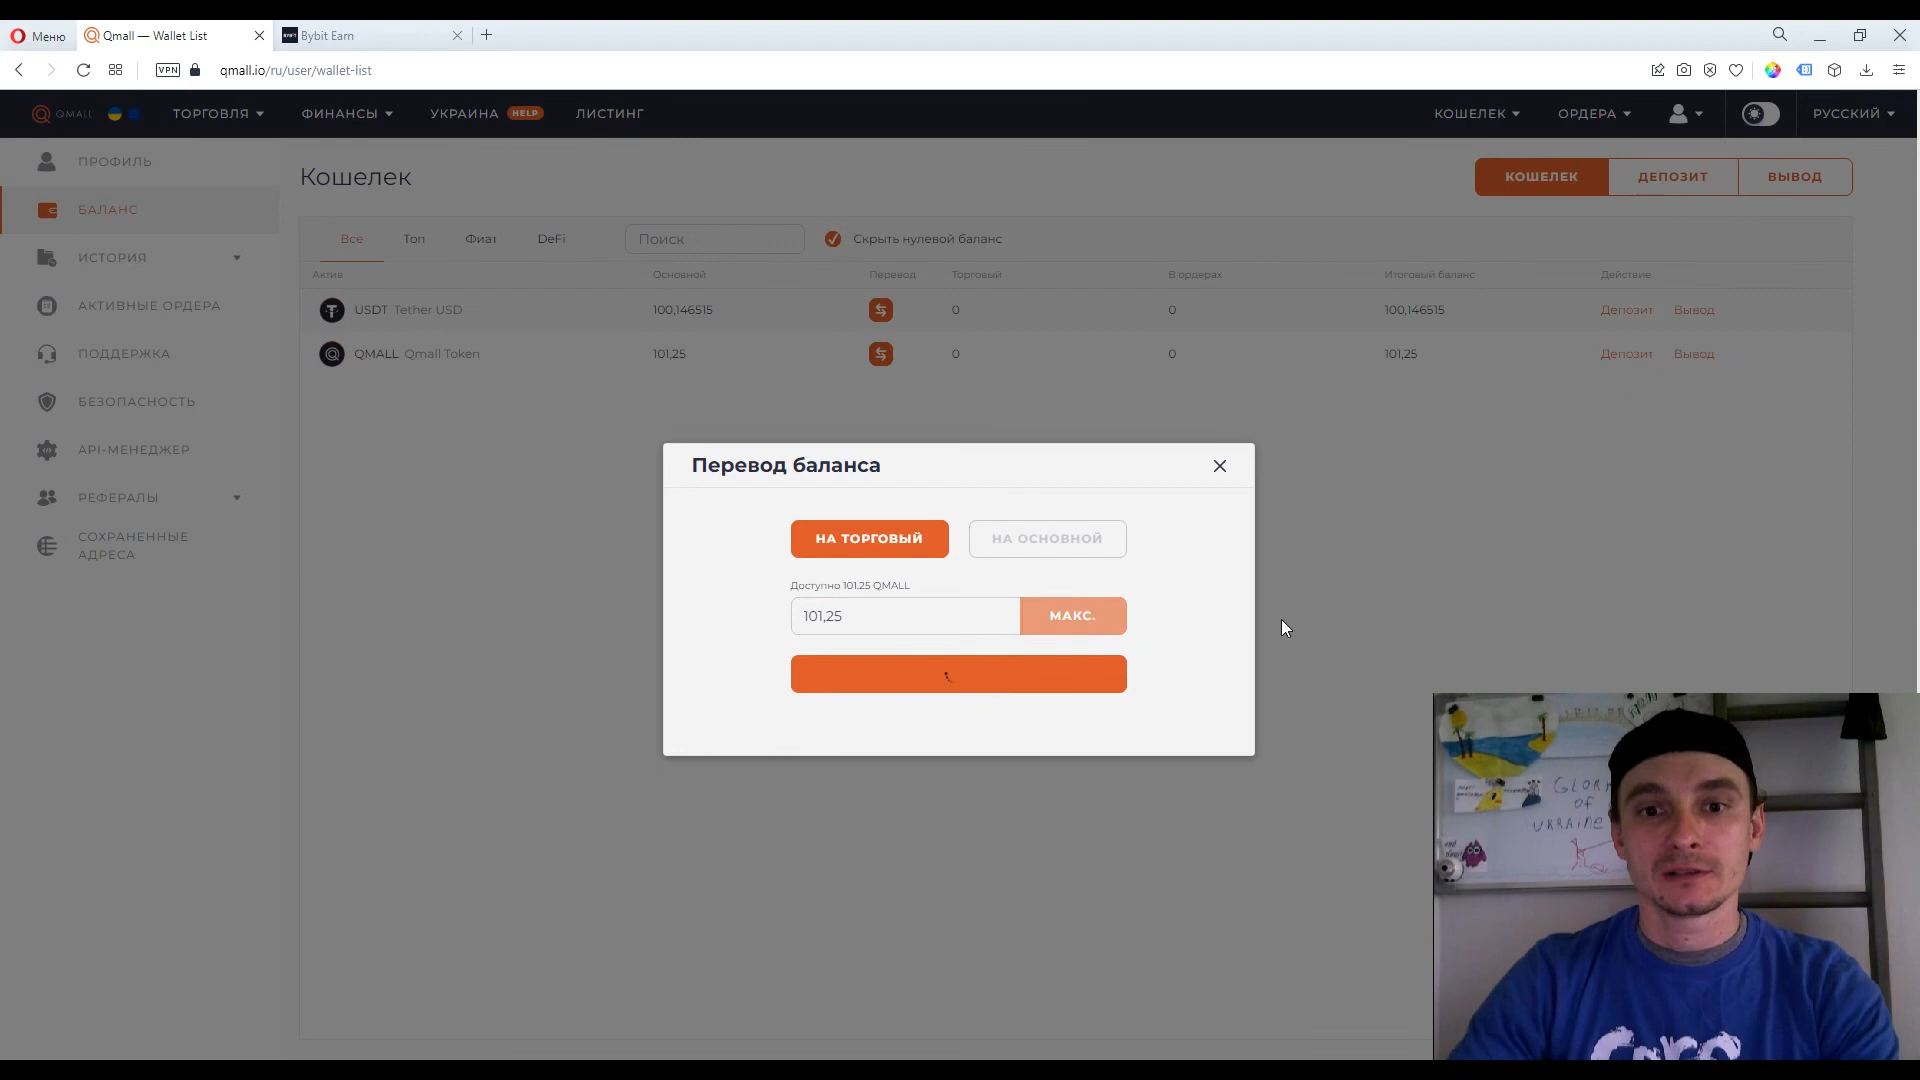 Меню
Qmall — Wallet List
Bybit Earn
VPN
qmall.io/ru/user/wallet-list
QMALL
ТОРГОВЛЯ
ФИНАНСЫ
УКРАИНА HELP
ЛИСТИНГ
КОШЕЛЕК
ОРДЕРА
РУССКИЙ
ПРОФИЛЬ
БАЛАНС
ИСТОРИЯ
АКТИВНЫЕ ОРДЕРА
ПОДДЕРЖКА
БЕЗОПАСНОСТЬ
API-МЕНЕДЖЕР
РЕФЕРАЛЫ
СОХРАНЕННЫЕ
АДРЕСА
Кошелек
КОШЕЛЕК ДЕПОЗИТ ВЫВОД
Все Топ Фиат DeFi Поиск Скрыть нулевой баланс
Актив Основной Перевод Торговый В ордерах Итоговый баланс Действие
USDT Tether USD 100,146515 0 0 100,146515 Депозит Вывод
QMALL Qmall Token 101,25 0 0 101,25 Депозит Вывод
Перевод баланса
НА ТОРГОВЫЙ НА ОСНОВНОЙ
Доступно 101.25 QMALL
101,25 МАКС.
GLORY
OF
UKRAINE